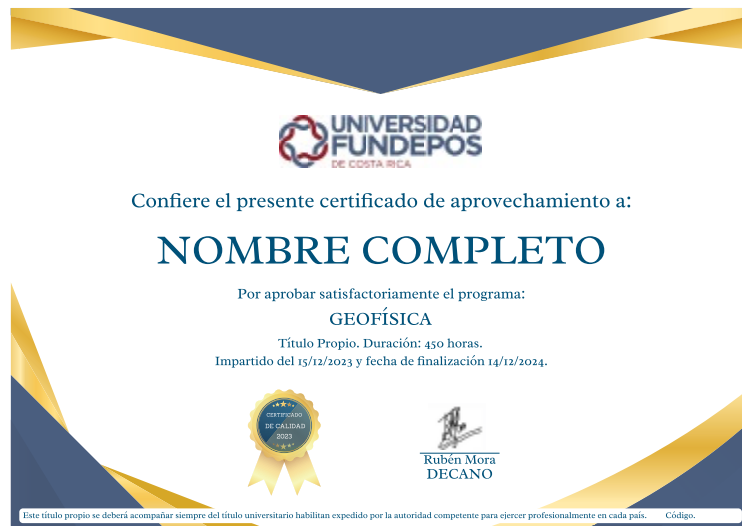 UNIVERSIDAD
FUNDEPOS
DE COSTA RICA
Confiere el presente certificado de aprovechamiento a:
NOMBRE COMPLETO
Por aprobar satisfactoriamente el programa:
GEOFÍSICA
Título Propio. Duración: 450 horas.
Impartido del 15/12/2023 y fecha de finalización 14/12/2024.
CERTIFICADO
DE CALIDAD
2023
Rubén Mora
DECANO
Este título propio se deberá acompañar siempre del título universitario habilitan expedido por la autoridad competente para ejercer profesionalmente en cada país. Código.